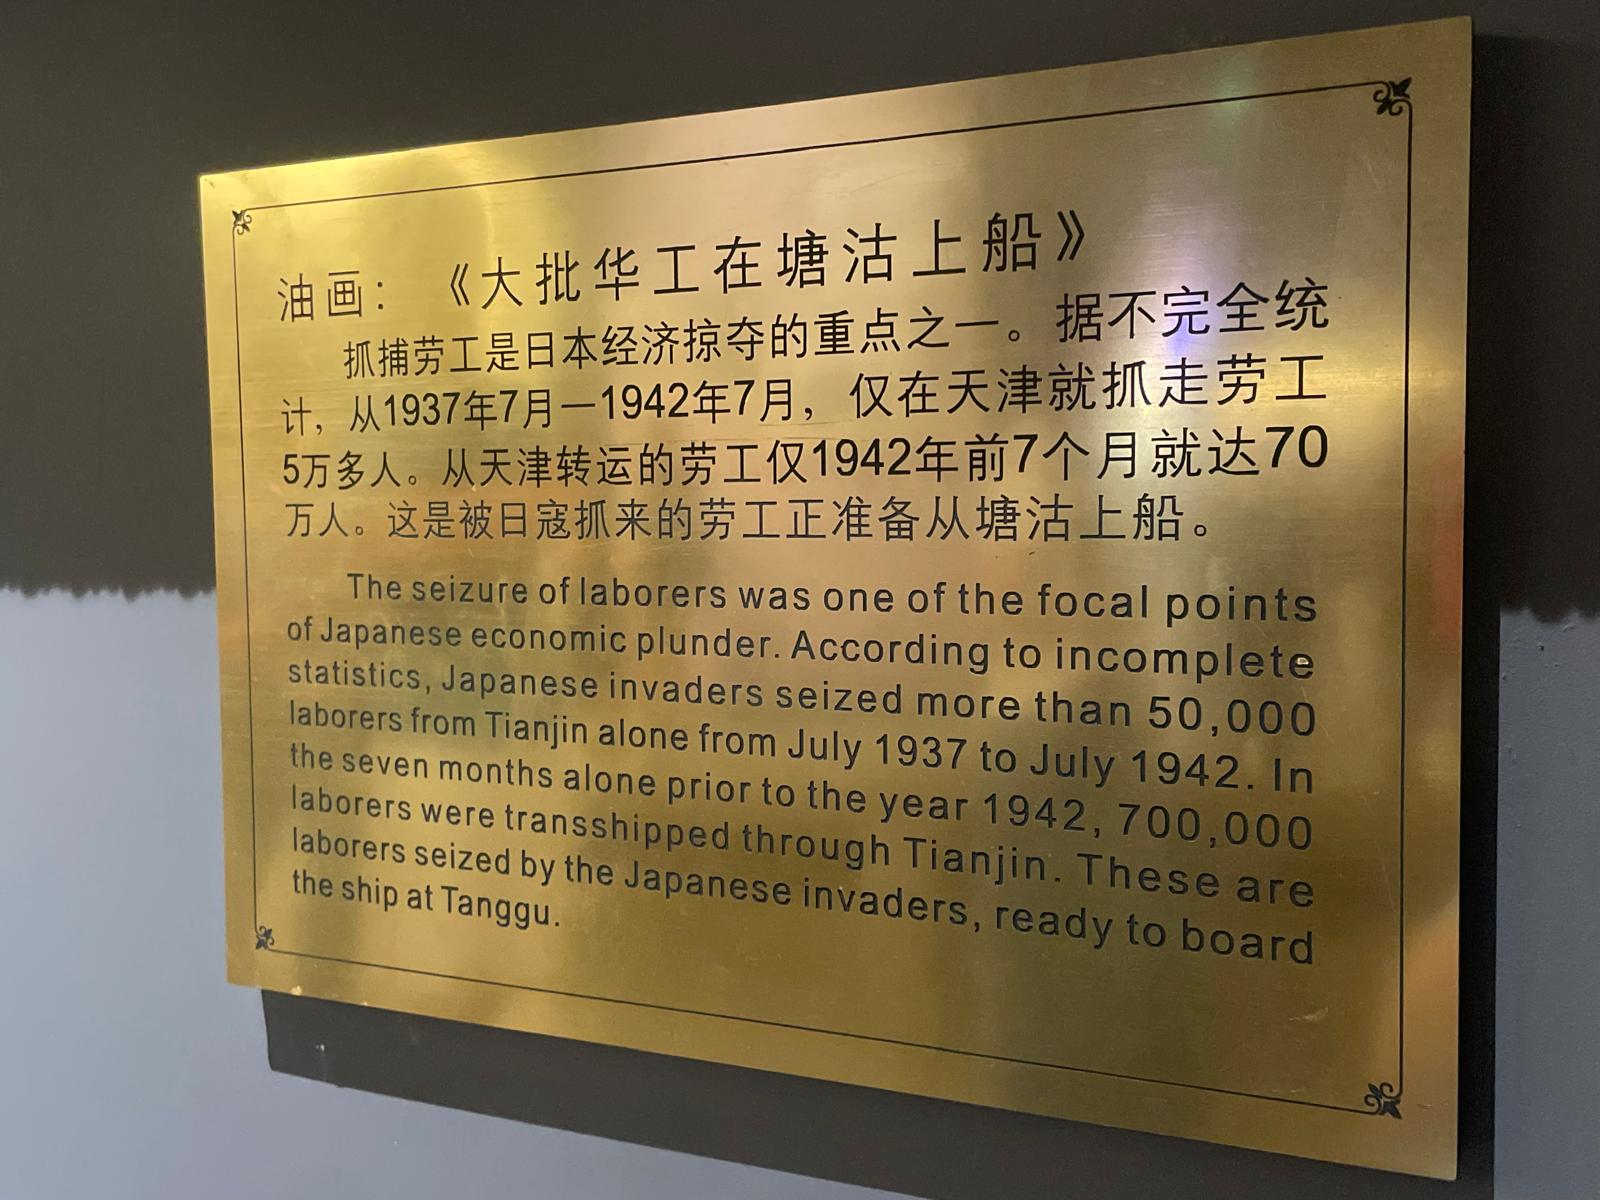 油画：《大批华工在塘沽上船》
抓捕劳工是日本经济掠夺的重点之一。据不完全统
计，从1937年7月—1942年7月，仅在天津就抓走劳工
5万多人。从天津转运的劳工仅1942年前7个月就达70
万人。这是被日寇抓来的劳工正准备从塘沽上船。
The seizure of laborers was one of the focal points
of Japanese economic plunder. According to incomplete
statistics, Japanese invaders seized more than 50,000
laborers from Tianjin alone from July 1937 to July 1942. In
the seven months alone prior to the year 1942, 700,000
laborers were transshipped through Tianjin. These are
laborers seized by the Japanese invaders, ready to board
the ship at Tanggu.